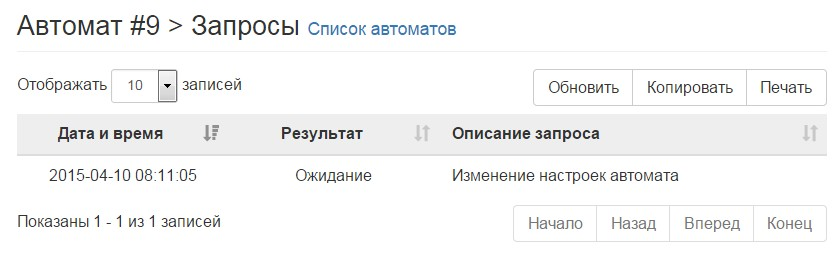 Автомат #9 > Запросы Список автоматов
Отображать 10 записей Обновить Копировать Печать
Дата и время Результат Описание запроса
2015-04-10 08:11:05 Ожидание Изменение настроек автомата
Показаны 1 - 1 из 1 записей Начало Назад Вперед Конец